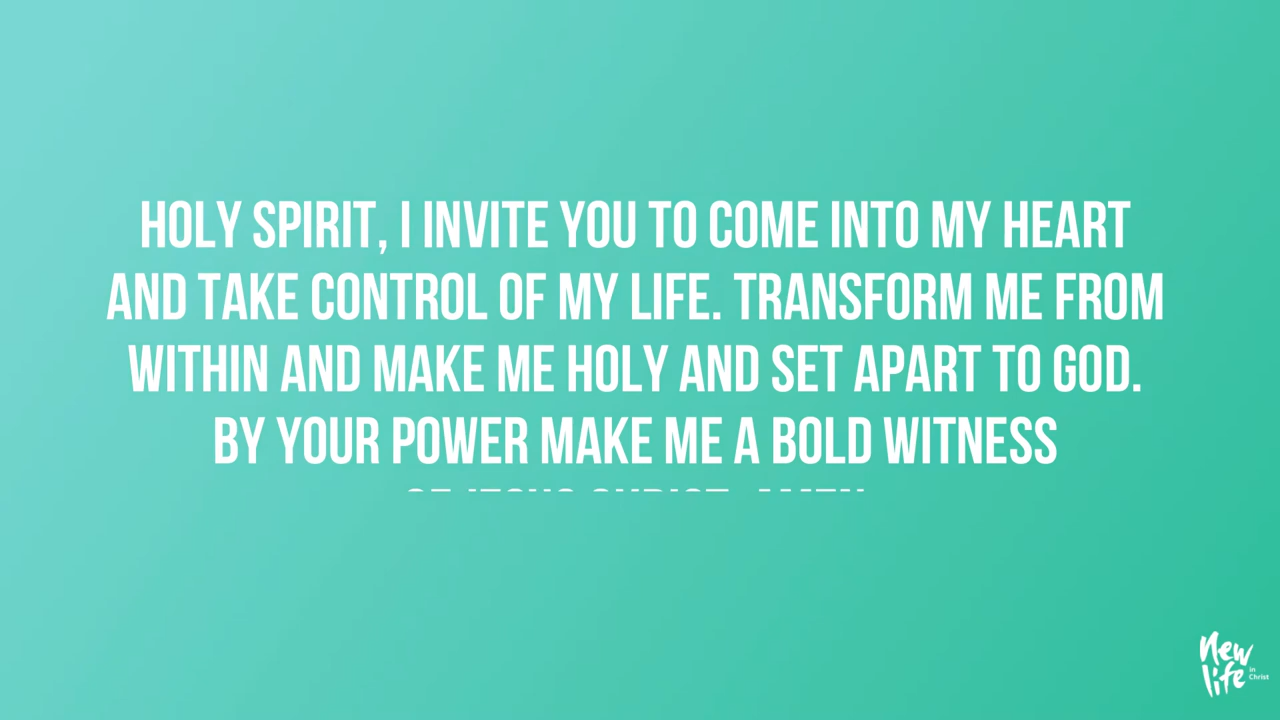 HOLY SPIRIT, I INVITE YOU TO COME INTO MY HEART
AND TAKE CONTROL OF MY LIFE. TRANSFORM ME FROM
WITHIN AND MAKE ME HOLY AND SET APART TO GOD.
BY YOUR POWER MAKE ME A BOLD WITNESS
New
life
in
Christ